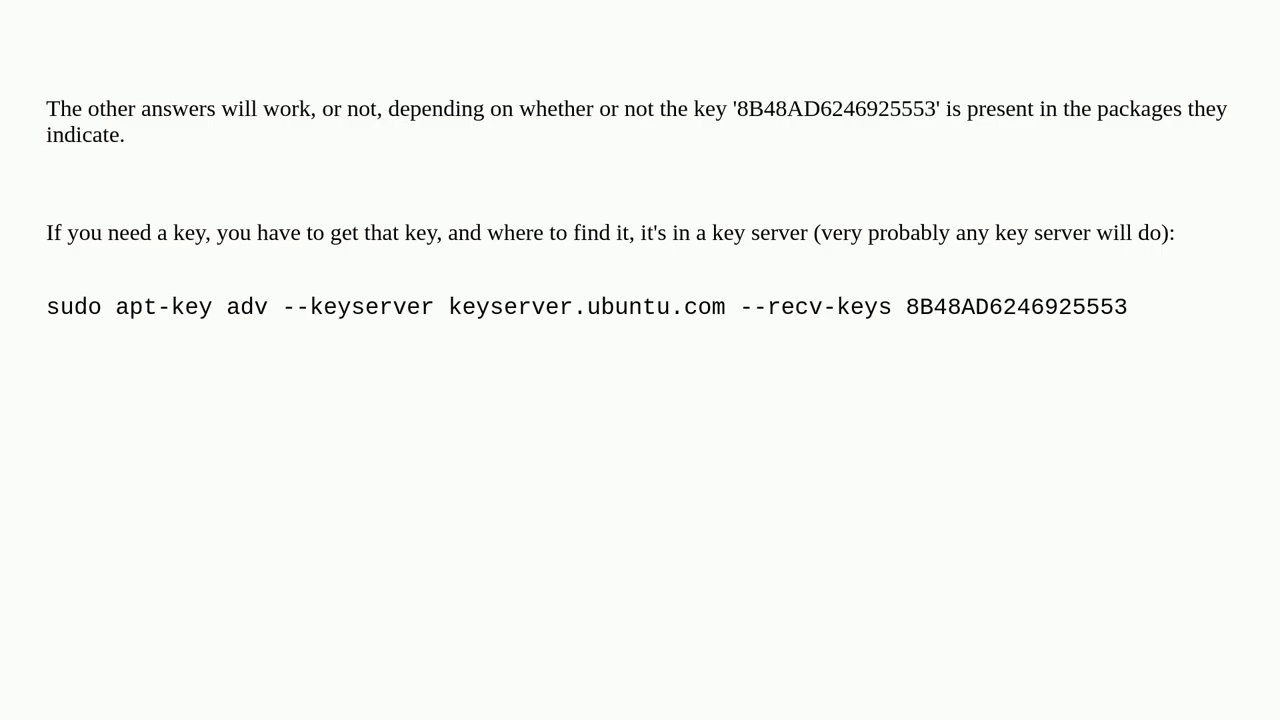 The other answers will work, or not, depending on whether or not the key '8B48AD6246925553' is present in the packages they
indicate.
If you need a key, you have to get that key, and where to find it, it's in a key server (very probably any key server will do):
sudo apt-key adv --keyserver keyserver.ubuntu.com --recv-keys 8B48AD6246925553